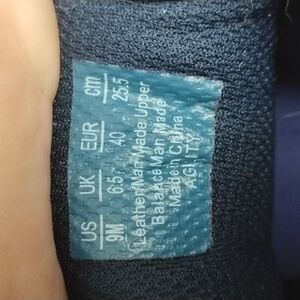 US UK EUR cm
9M 6.5 40 25.5
Leather/Man Made Upper
Balance Man Made
Made in China
AGILITY